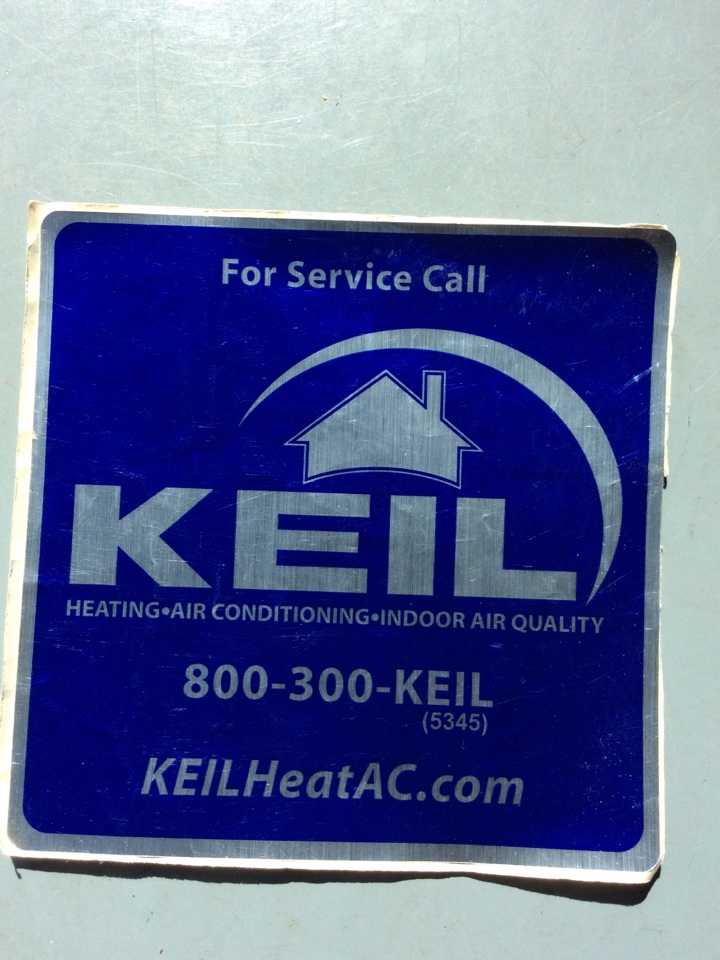 For Service Call
KEIL
HEATING•AIR CONDITIONING•INDOOR AIR QUALITY
800-300-KEIL
(5345)
KEILHeatAC.com